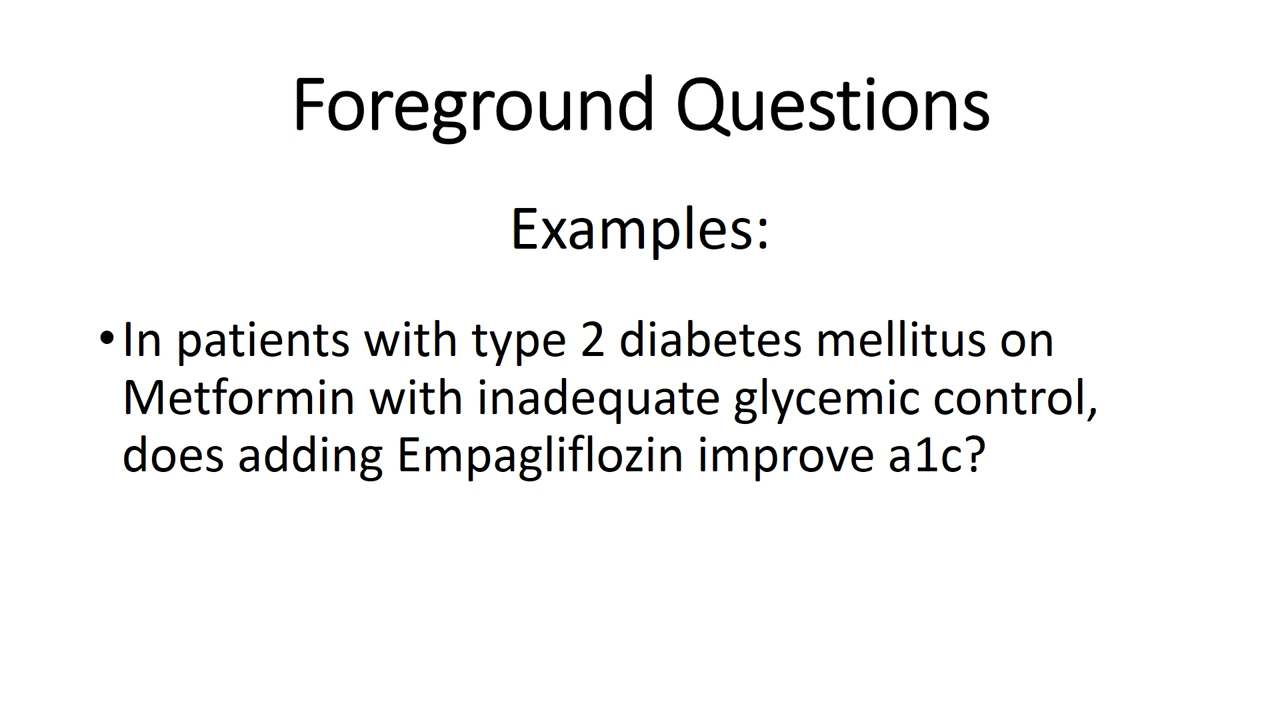 Foreground Questions
Examples:
•In patients with type 2 diabetes mellitus on
Metformin with inadequate glycemic control,
does adding Empagliflozin improve a1c?